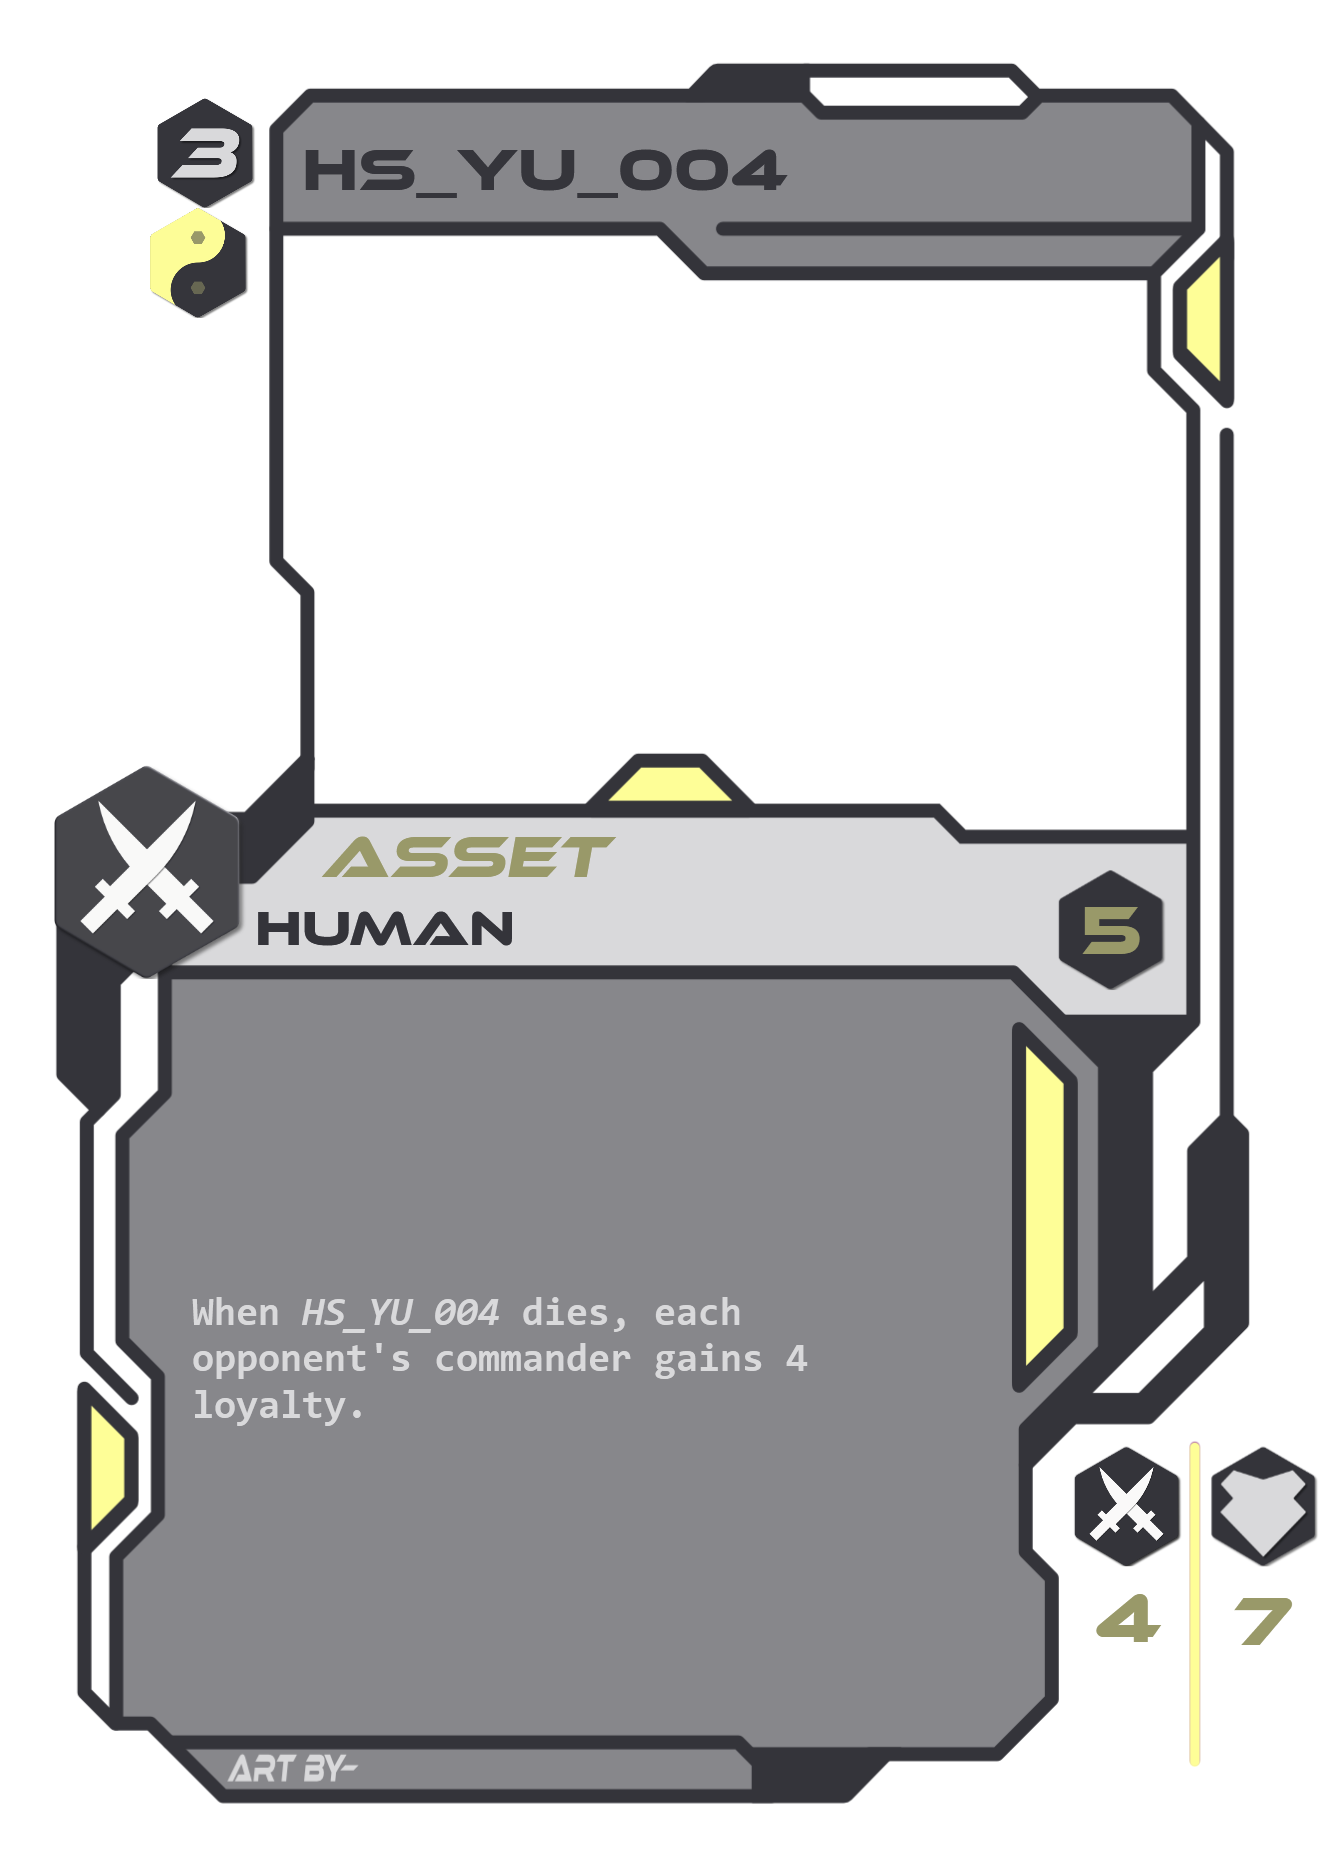 3
HS_YU_004
ASSET
HUMAN
5
When HS_YU_004 dies, each
opponent's commander gains 4
loyalty.
4
7
ART BY-